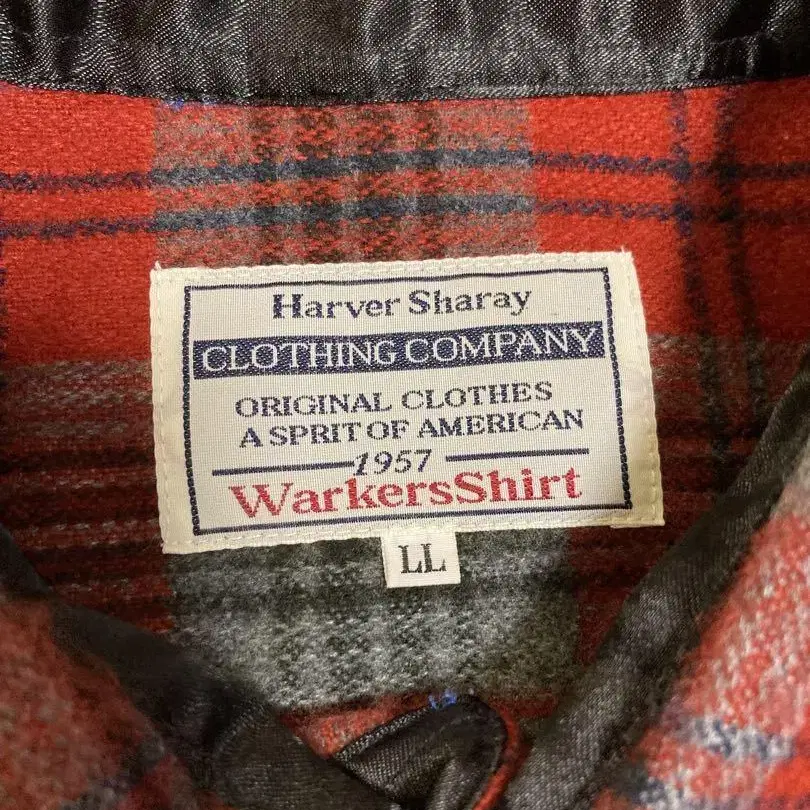 Harver Sharay
CLOTHING COMPANY
ORIGINAL CLOTHES
A SPRIT OF AMERICAN
1957
WarkersShirt
LL